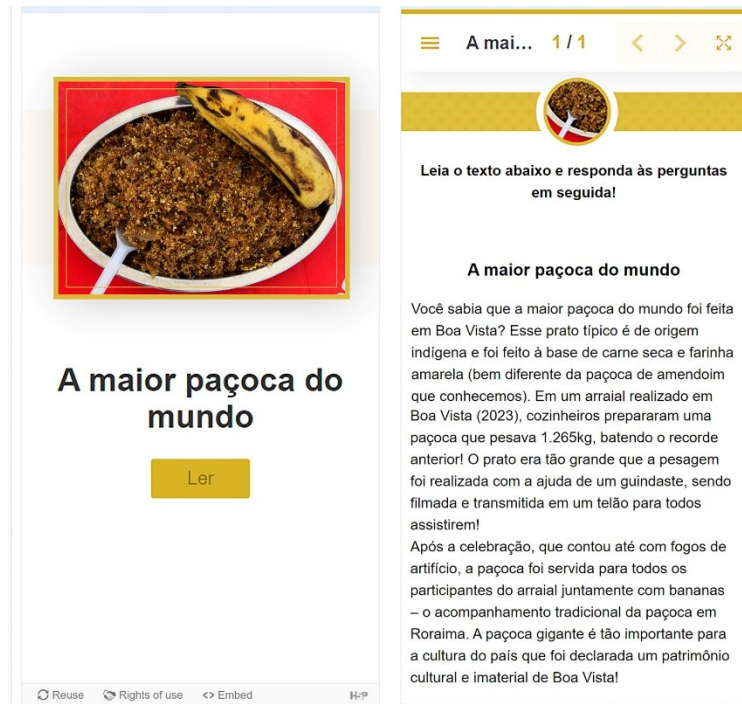 A maior paçoca do
mundo
Ler
Reuse
Rights of use
<> Embed
H-P
A mai... 1 / 1
Leia o texto abaixo e responda às perguntas
em seguida!
A maior paçoca do mundo
Você sabia que a maior paçoca do mundo foi feita
em Boa Vista? Esse prato típico é de origem
indígena e foi feito à base de carne seca e farinha
amarela (bem diferente da paçoca de amendoim
que conhecemos). Em um arraial realizado em
Boa Vista (2023), cozinheiros prepararam uma
paçoca que pesava 1.265kg, batendo o recorde
anterior! O prato era tão grande que a pesagem
foi realizada com a ajuda de um guindaste, sendo
filmada e transmitida em um telão para todos
assistirem!
Após a celebração, que contou até com fogos de
artifício, a paçoca foi servida para todos os
participantes do arraial juntamente com bananas
– o acompanhamento tradicional da paçoca em
Roraima. A paçoca gigante é tão importante para
a cultura do país que foi declarada um patrimônio
cultural e imaterial de Boa Vista!